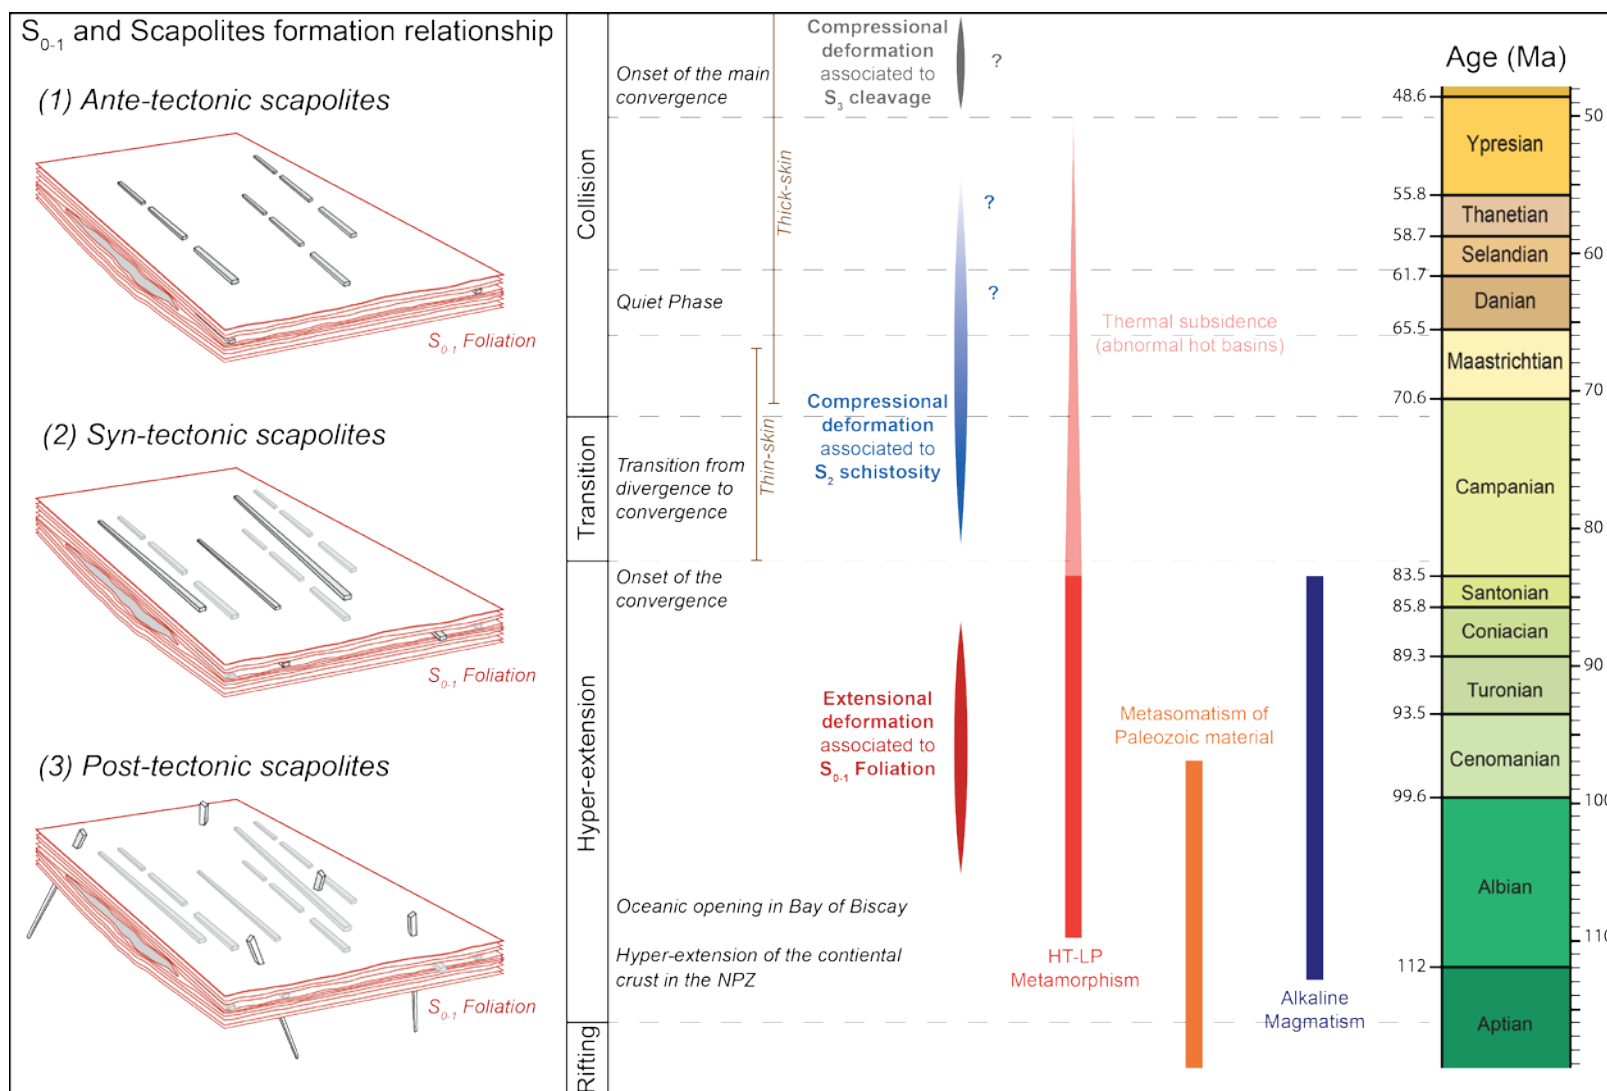 S0-1 and Scapolites formation relationship
(1) Ante-tectonic scapolites
S0-1 Foliation
(2) Syn-tectonic scapolites
S0-1 Foliation
(3) Post-tectonic scapolites
S0-1 Foliation
Collision
Transition
Hyper-extension
Rifting
Onset of the main
convergence
Quiet Phase
Transition from
divergence to
convergence
Onset of the
convergence
Oceanic opening in Bay of Biscay
Hyper-extension of the contiental
crust in the NPZ
Thick-skin
Thin-skin
Compressional
deformation
associated to
S3 cleavage
?
?
?
Compressional
deformation
associated to
S2 schistosity
Extensional
deformation
associated to
S0-1 Foliation
Thermal subsidence
(abnormal hot basins)
HT-LP
Metamorphism
Metasomatism of
Paleozoic material
Alkaline
Magmatism
Age (Ma)
48.6
55.8
58.7
61.7
65.5
70.6
83.5
85.8
89.3
93.5
99.6
112
Ypresian
Thanetian
Selandian
Danian
Maastrichtian
Campanian
Santonian
Coniacian
Turonian
Cenomanian
Albian
Aptian
50
60
70
80
90
100
110